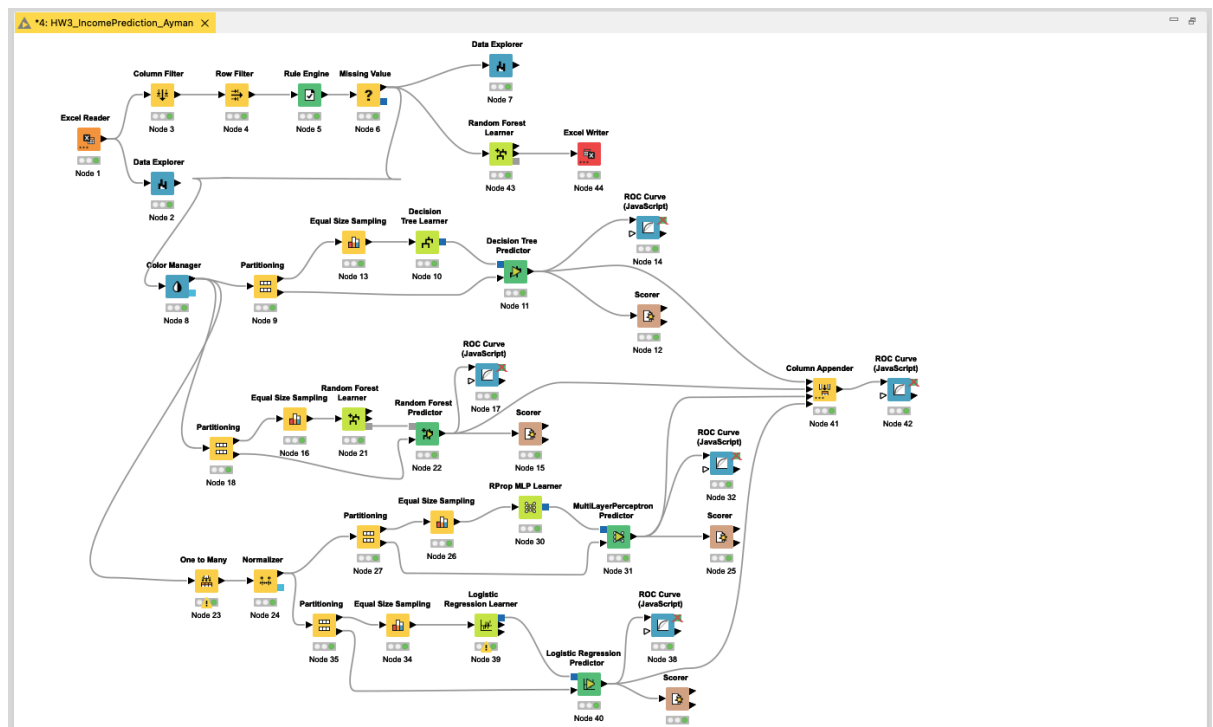 *4: HW3_IncomePrediction_Ayman
Data Explorer
Node 7
Column Filter
Node 3
Row Filter
Node 4
Rule Engine
Node 5
Missing Value
?
Node 6
Excel Reader
Node 1
Random Forest
Learner
Node 43
Excel Writer
Node 44
Data Explorer
Node 2
ROC Curve
(JavaScript)
Node 14
Equal Size Sampling
Node 13
Decision
Tree Learner
Node 10
Decision Tree
Predictor
Node 11
Color Manager
Node 8
Partitioning
Node 9
Scorer
Node 12
ROC Curve
(JavaScript)
Node 17
Column Appender
Node 41
ROC Curve
(JavaScript)
Node 42
Equal Size Sampling
Node 16
Random Forest
Learner
Node 21
Random Forest
Predictor
Node 22
Scorer
Node 15
Partitioning
Node 18
ROC Curve
(JavaScript)
Node 32
RProp MLP Learner
Node 30
Equal Size Sampling
Node 26
Partitioning
Node 27
MultiLayerPerceptron
Predictor
Node 31
Scorer
Node 25
One to Many
Node 23
Normalizer
Node 24
Partitioning
Node 35
Equal Size Sampling
Node 34
Logistic
Regression Learner
Node 39
ROC Curve
(JavaScript)
Node 38
Logistic Regression
Predictor
Node 40
Scorer